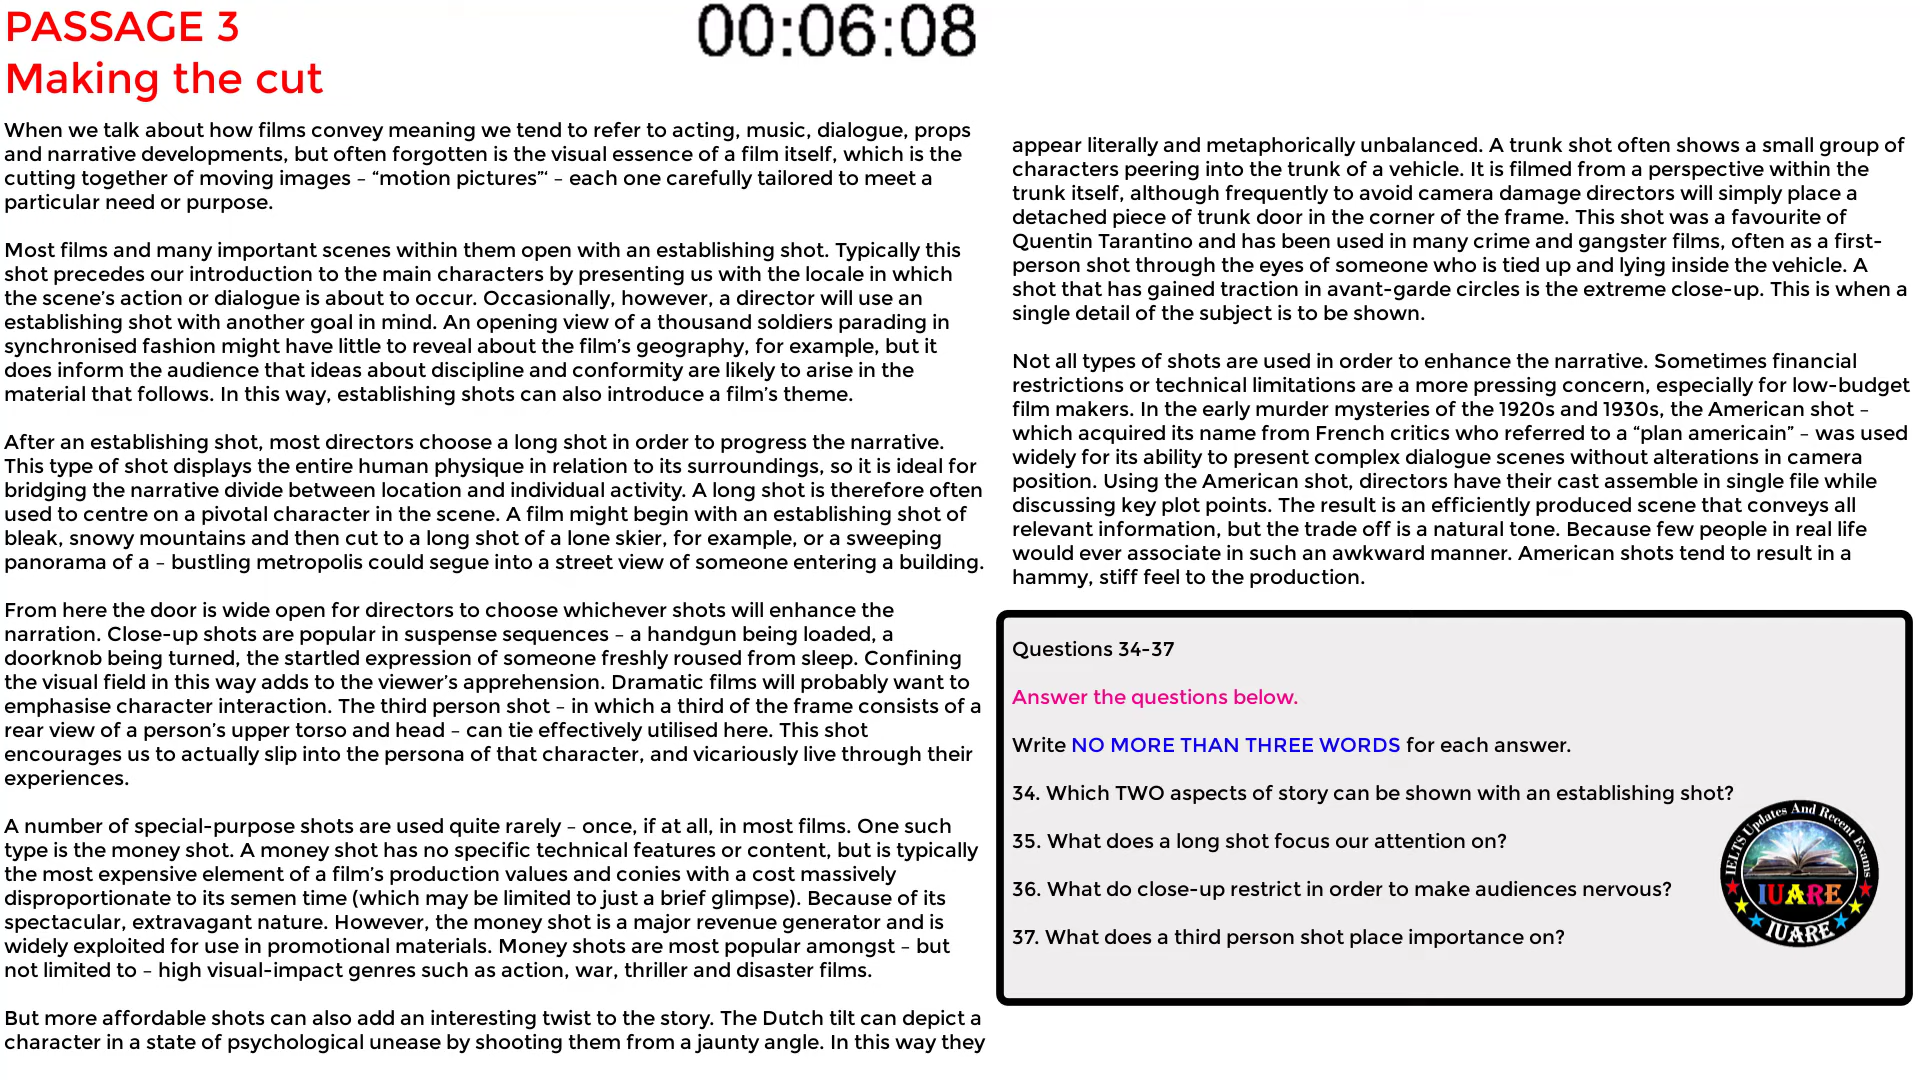 PASSAGE 3
00:06:08
Making the cut
When we talk about how films convey meaning we tend to refer to acting, music, dialogue, props
and narrative developments, but often forgotten is the visual essence of a film itself, which is the
cutting together of moving images – “motion pictures”‘ – each one carefully tailored to meet a
particular need or purpose.
Most films and many important scenes within them open with an establishing shot. Typically this
shot precedes our introduction to the main characters by presenting us with the locale in which
the scene’s action or dialogue is about to occur. Occasionally, however, a director will use an
establishing shot with another goal in mind. An opening view of a thousand soldiers parading in
synchronised fashion might have little to reveal about the film’s geography, for example, but it
does inform the audience that ideas about discipline and conformity are likely to arise in the
material that follows. In this way, establishing shots can also introduce a film’s theme.
After an establishing shot, most directors choose a long shot in order to progress the narrative.
This type of shot displays the entire human physique in relation to its surroundings, so it is ideal for
bridging the narrative divide between location and individual activity. A long shot is therefore often
used to centre on a pivotal character in the scene. A film might begin with an establishing shot of
bleak, snowy mountains and then cut to a long shot of a lone skier, for example, or a sweeping
panorama of a – bustling metropolis could segue into a street view of someone entering a building.
From here the door is wide open for directors to choose whichever shots will enhance the
narration. Close-up shots are popular in suspense sequences – a handgun being loaded, a
doorknob being turned, the startled expression of someone freshly roused from sleep. Confining
the visual field in this way adds to the viewer’s apprehension. Dramatic films will probably want to
emphasise character interaction. The third person shot – in which a third of the frame consists of a
rear view of a person’s upper torso and head – can tie effectively utilised here. This shot
encourages us to actually slip into the persona of that character, and vicariously live through their
experiences.
A number of special-purpose shots are used quite rarely – once, if at all, in most films. One such
type is the money shot. A money shot has no specific technical features or content, but is typically
the most expensive element of a film’s production values and conies with a cost massively
disproportionate to its semen time (which may be limited to just a brief glimpse). Because of its
spectacular, extravagant nature. However, the money shot is a major revenue generator and is
widely exploited for use in promotional materials. Money shots are most popular amongst – but
not limited to – high visual-impact genres such as action, war, thriller and disaster films.
But more affordable shots can also add an interesting twist to the story. The Dutch tilt can depict a
character in a state of psychological unease by shooting them from a jaunty angle. In this way they
appear literally and metaphorically unbalanced. A trunk shot often shows a small group of
characters peering into the trunk of a vehicle. It is filmed from a perspective within the
trunk itself, although frequently to avoid camera damage directors will simply place a
detached piece of trunk door in the corner of the frame. This shot was a favourite of
Quentin Tarantino and has been used in many crime and gangster films, often as a first-
person shot through the eyes of someone who is tied up and lying inside the vehicle. A
shot that has gained traction in avant-garde circles is the extreme close-up. This is when a
single detail of the subject is to be shown.
Not all types of shots are used in order to enhance the narrative. Sometimes financial
restrictions or technical limitations are a more pressing concern, especially for low-budget
film makers. In the early murder mysteries of the 1920s and 1930s, the American shot –
which acquired its name from French critics who referred to a “plan americain” – was used
widely for its ability to present complex dialogue scenes without alterations in camera
position. Using the American shot, directors have their cast assemble in single file while
discussing key plot points. The result is an efficiently produced scene that conveys all
relevant information, but the trade off is a natural tone. Because few people in real life
would ever associate in such an awkward manner. American shots tend to result in a
hammy, stiff feel to the production.
Questions 34-37
Answer the questions below.
Write NO MORE THAN THREE WORDS for each answer.
34. Which TWO aspects of story can be shown with an establishing shot?
35. What does a long shot focus our attention on?
36. What do close-up restrict in order to make audiences nervous?
37. What does a third person shot place importance on?
IELTS Updates And Recent Exams
IUARE
IUARE